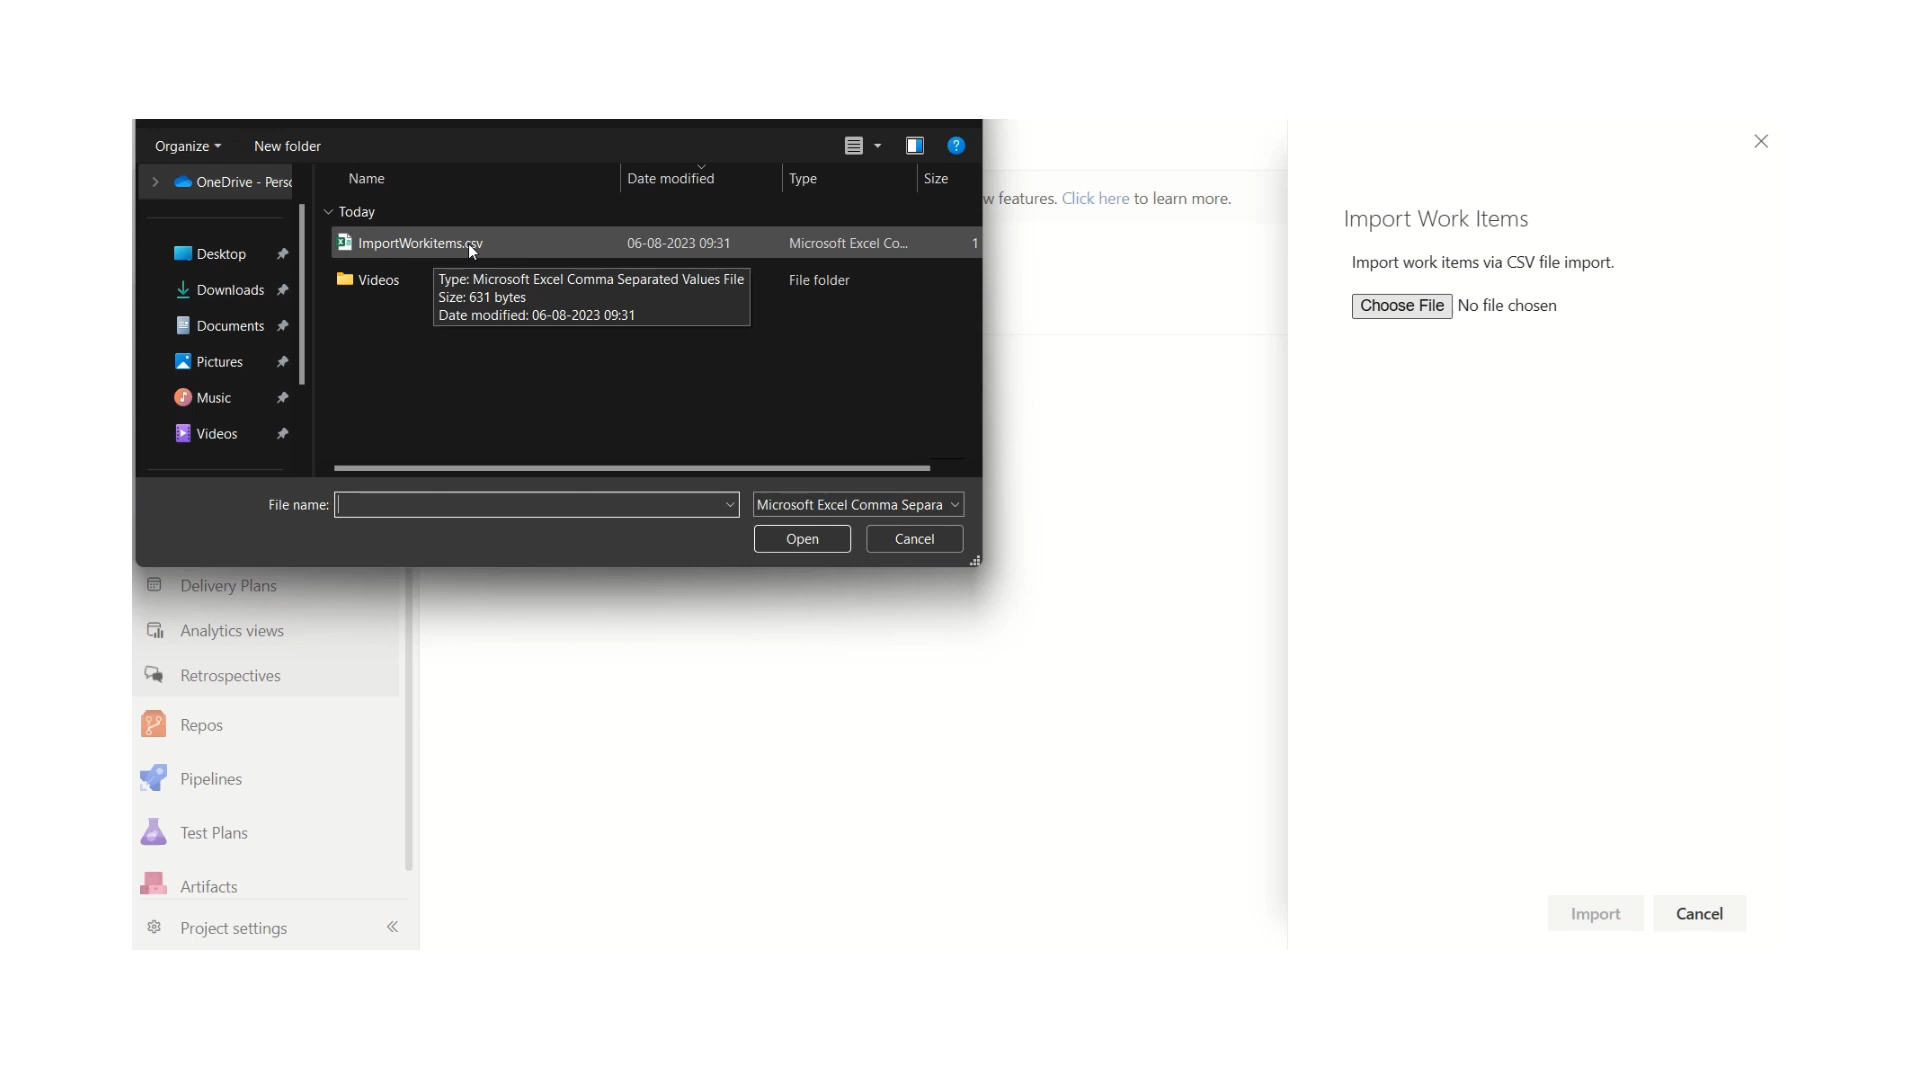 Organize
New folder
OneDrive - Perso
Name
Date modified
Type
Size
Today
ImportWorkitems.csv
06-08-2023 09:31
Microsoft Excel Co...
1
Videos
File folder
Type: Microsoft Excel Comma Separated Values File
Size: 631 bytes
Date modified: 06-08-2023 09:31
Desktop
Downloads
Documents
Pictures
Music
Videos
File name:
Microsoft Excel Comma Separa
Open
Cancel
w features. Click here to learn more.
Delivery Plans
Analytics views
Retrospectives
Repos
Pipelines
Test Plans
Artifacts
Project settings
Import Work Items
Import work items via CSV file import.
Choose File No file chosen
Import
Cancel